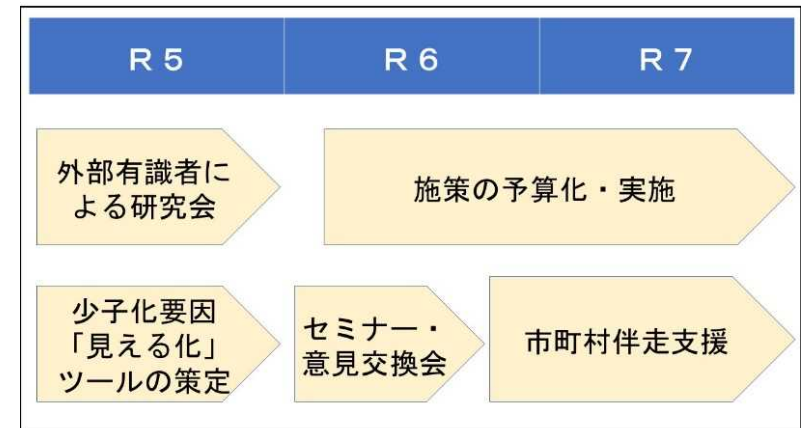 R5 R6 R7
外部有識者に
よる研究会
施策の予算化・実施
少子化要因
「見える化」
ツールの策定
セミナー・
意見交換会
市町村伴走支援